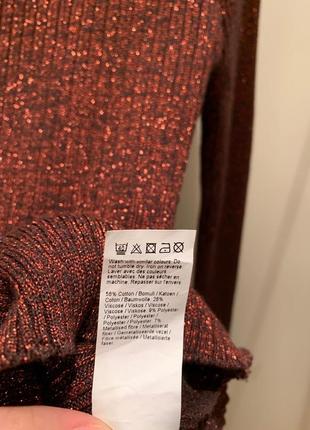 Wash with similar colours. Do
not tumble dry. Iron on reverse.
Laver avec des couleurs
semblables. Ne pas sécher en
machine. Repasser sur l'envers.
56% Cotton / Bomull / Katoen /
Coton / Baumwolle. 28%
Viscose / Viskos / Viscose /
Viscose / Viskose. 9% Polyester /
Polyester / Polyester /
Polyester / Polyester. 7%
Metallised fibre / Metalliserad
fiber / Gemetalliseerde vezel /
Fibre métallisée / Metallisierte
Faser.